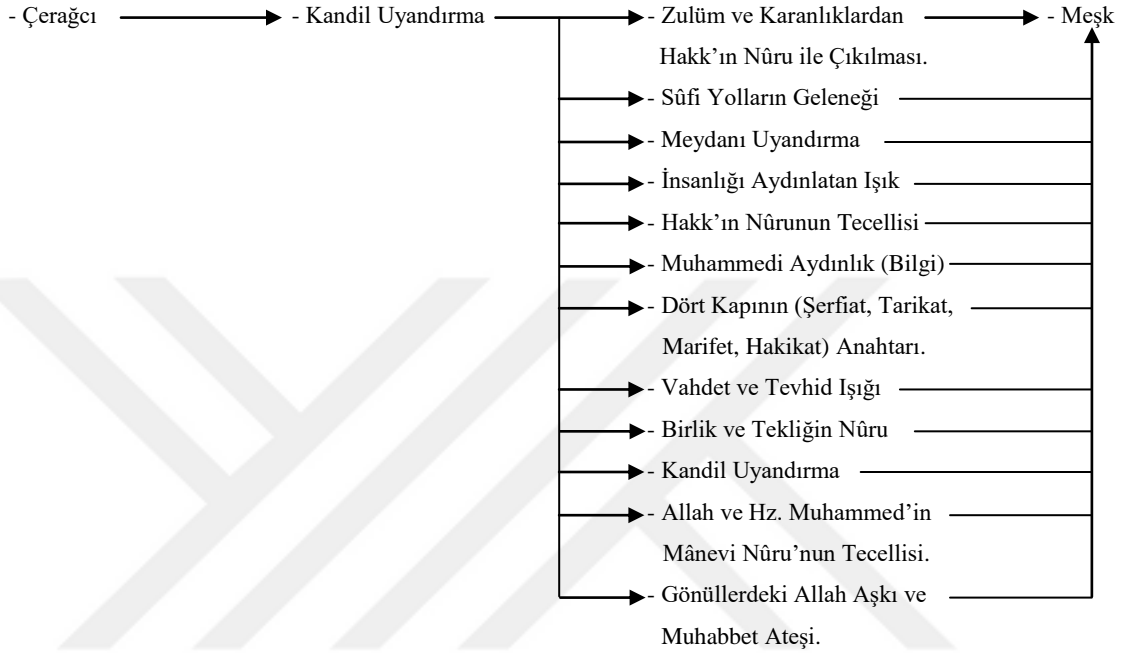 - Çerağcı - Kandil Uyandırma - Zulüm ve Karanlıklardan - Meşk
Hakk’ın Nûru ile Çıkılması.
- Sûfi Yolların Geleneği
- Meydanı Uyandırma
- İnsanlığı Aydınlatan Işık
- Hakk’ın Nûrunun Tecellisi
- Muhammedi Aydınlık (Bilgi)
- Dört Kapının (Şerfiat, Tarikat,
Marifet, Hakikat) Anahtarı.
- Vahdet ve Tevhid Işığı
- Birlik ve Tekliğin Nûru
- Kandil Uyandırma
- Allah ve Hz. Muhammed’in
Mânevi Nûru’nun Tecellisi.
- Gönüllerdeki Allah Aşkı ve
Muhabbet Ateşi.